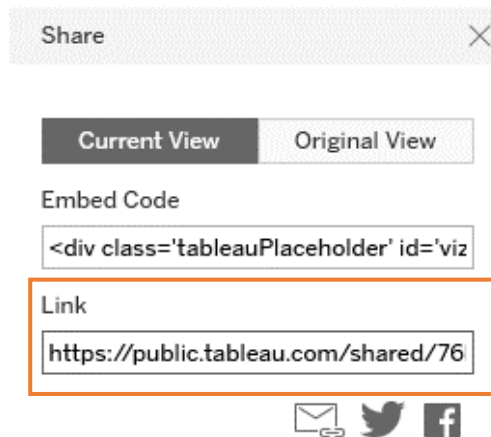 Share
Current View Original View
Embed Code
<div class='tableauPlaceholder' id='viz
Link
https://public.tableau.com/shared/76